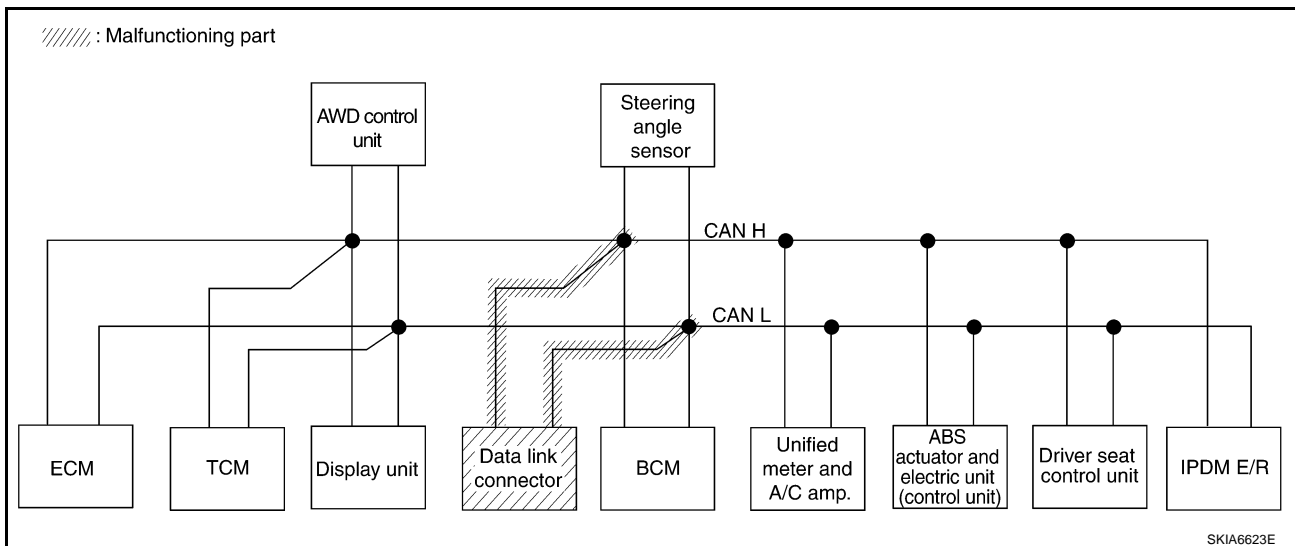 : Malfunctioning part
AWD control
unit
Steering
angle
sensor
CAN H
CAN L
ECM
TCM
Display unit
Data link
connector
BCM
Unified
meter and
A/C amp.
ABS
actuator and
electric unit
(control unit)
Driver seat
control unit
IPDM E/R
SKIA6623E